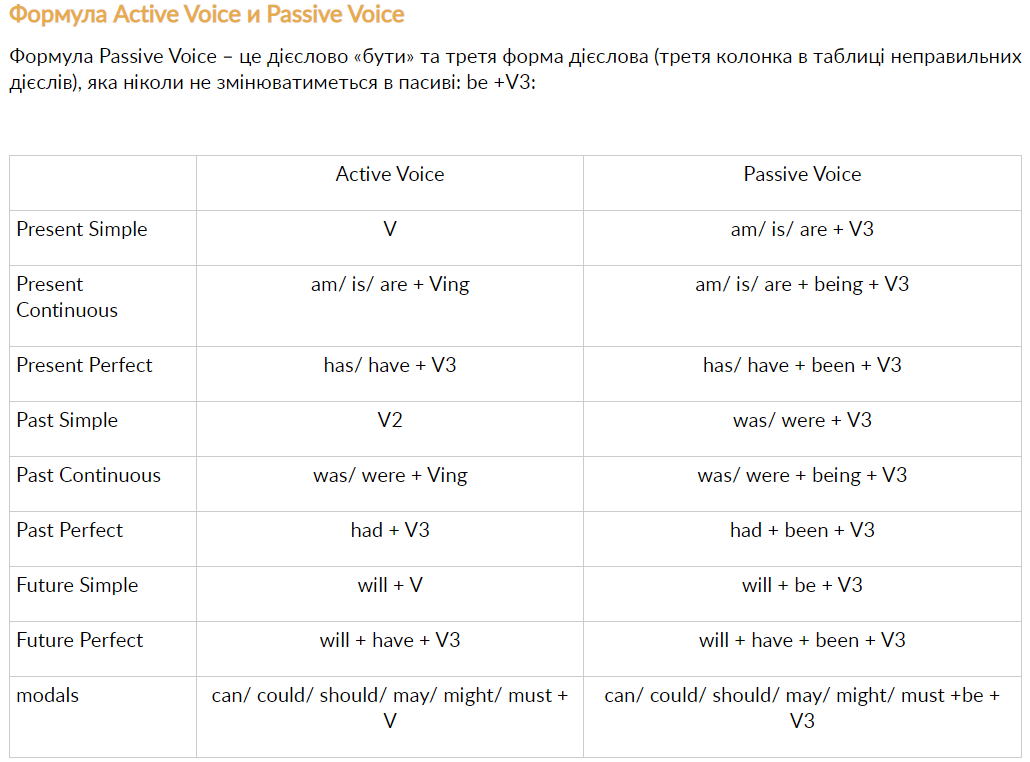 Формула Active Voice и Passive Voice
Формула Passive Voice – це дієслово «бути» та третя форма дієслова (третя колонка в таблиці неправильних
дієслів), яка ніколи не змінюватиметься в пасиві: be +V3:
Active Voice Passive Voice
Present Simple V am/ is/ are + V3
Present am/ is/ are + Ving am/ is/ are + being + V3
Continuous
Present Perfect has/ have + V3 has/ have + been + V3
Past Simple V2 was/ were + V3
Past Continuous was/ were + Ving was/ were + being + V3
Past Perfect had + V3 had + been + V3
Future Simple will + V will + be + V3
Future Perfect will + have + V3 will + have + been + V3
modals can/ could/ should/ may/ might/ must + can/ could/ should/ may/ might/ must +be +
V V3